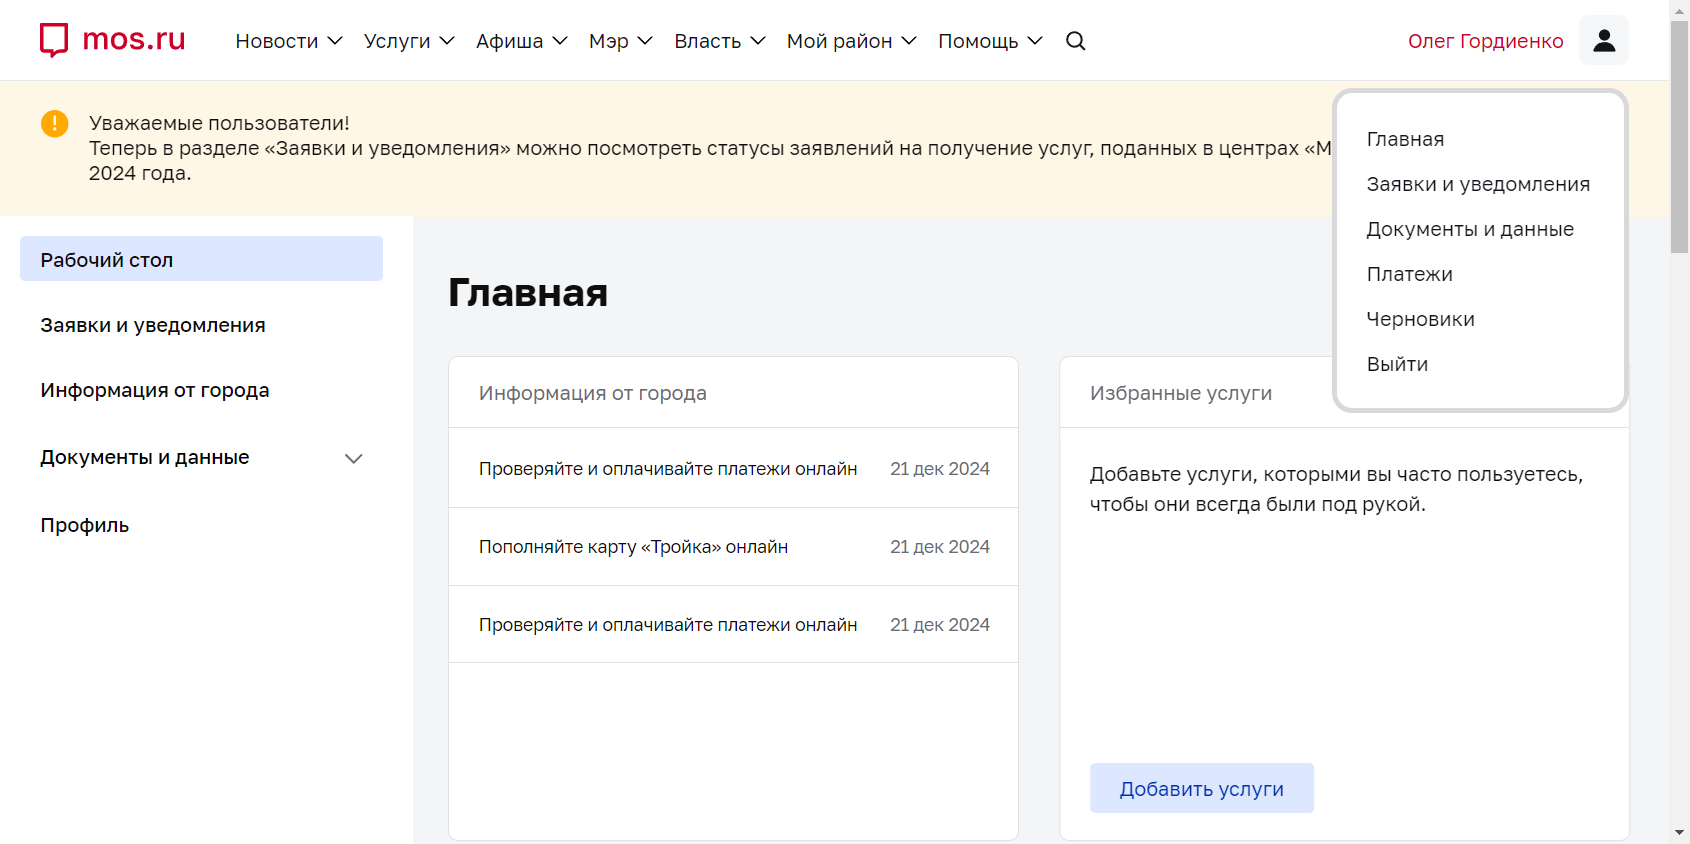 mos.ru
Новости Услуги Афиша Мэр Власть Мой район Помощь
Олег Гордиенко
Уважаемые пользователи!
Теперь в разделе «Заявки и уведомления» можно посмотреть статусы заявлений на получение услуг, поданных в центрах «М
2024 года.
Главная
Заявки и уведомления
Документы и данные
Платежи
Черновики
Выйти
Рабочий стол
Заявки и уведомления
Информация от города
Документы и данные
Профиль
Главная
Информация от города
Проверяйте и оплачивайте платежи онлайн 21 дек 2024
Пополняйте карту «Тройка» онлайн 21 дек 2024
Проверяйте и оплачивайте платежи онлайн 21 дек 2024
Избранные услуги
Добавьте услуги, которыми вы часто пользуетесь,
чтобы они всегда были под рукой.
Добавить услуги